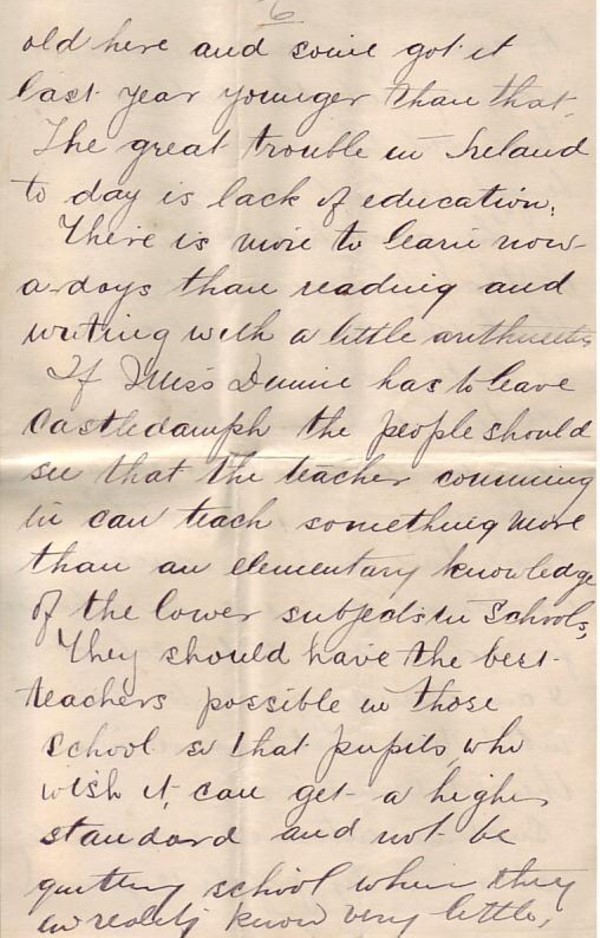 6
old here and some got it
last year younger than that.
The great trouble in Ireland
to day is lack of education.
There is more to learn now-
a-days than reading and
writing with a little arithmetic
If Miss Dunne has to leave
Castledamph the people should
see that the teacher comming
in can teach something more
than an elementary knowledge
of the lower subjects in Schools,
They should have the best
teachers possible in those
school so that pupils who
wish it, can get a higher
standard and not be
quitting school when they
in reality know very little,